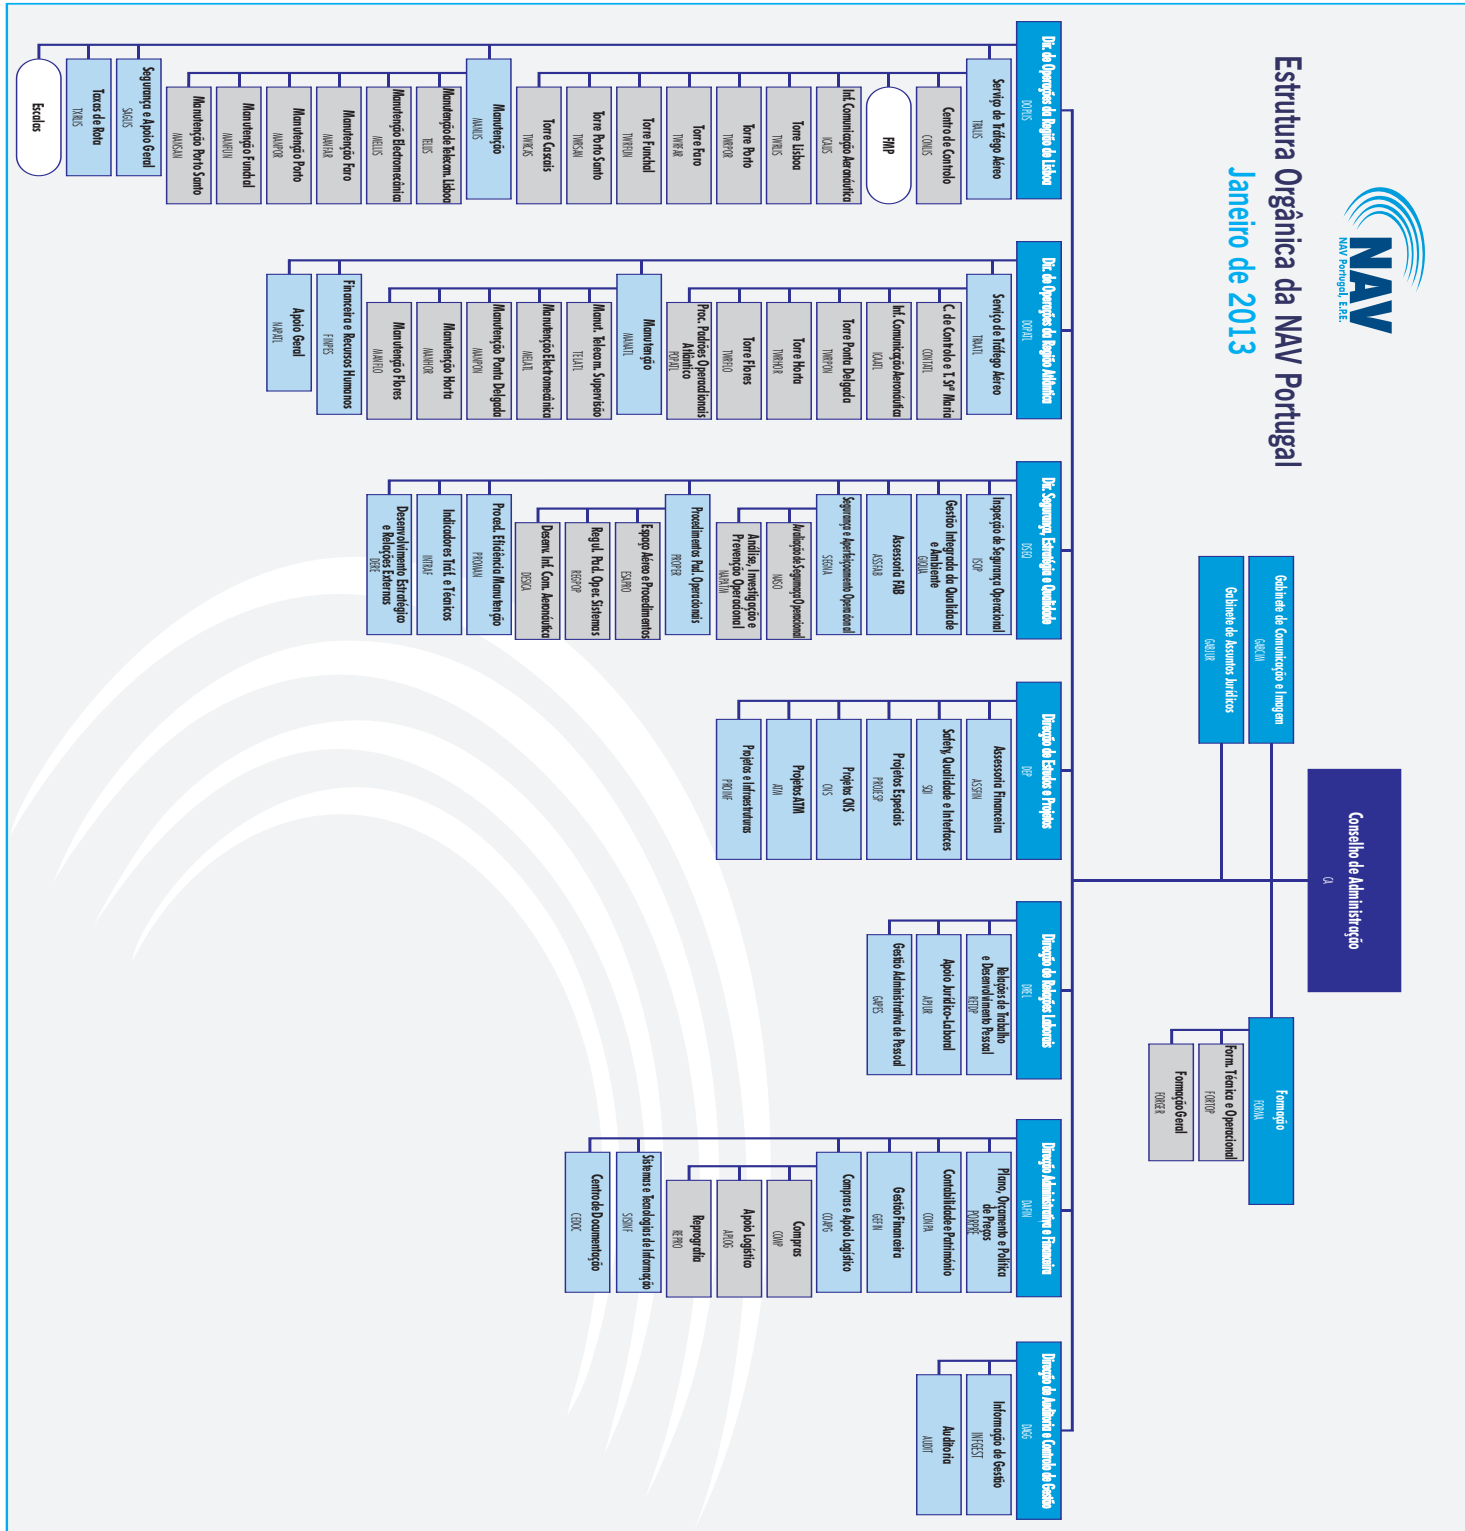 NAV
NAV Portugal, E.P.E.
Estrutura Orgânica da NAV Portugal
Janeiro de 2013
Conselho de Administração
CA
Gabinete de Comunicação e Imagem
GABCIM
Gabinete de Assuntos Jurídicos
GABJUR
Formação
FORMA
Form. Técnica e Operacional
FORTOP
Formação Geral
FORGER
Dir. de Operações da Região de Lisboa
DOPLIS
Serviço de Tráfego Aéreo
TRALIS
Centro de Controlo
CONLIS
FMP
Inf. Comunicação Aeronáutica
ICALIS
Torre Lisboa
TWRLIS
Torre Porto
TWRPOR
Torre Faro
TWRFAR
Torre Funchal
TWRFUN
Torre Porto Santo
TWRSAN
Torre Cascais
TWRCAS
Manutenção
MANLIS
Manutenção de Telecom. Lisboa
TELLIS
Manutenção Electromecânica
MELLIS
Manutenção Faro
MANFAR
Manutenção Porto
MANPOR
Manutenção Funchal
MANFUN
Manutenção Porto Santo
MANSAN
Segurança e Apoio Geral
SAGLIS
Taxas de Rota
TXRLIS
Escalas
Dir. de Operações da Região Atlântica
DOPATL
Serviço de Tráfego Aéreo
TRAATL
C. de Controlo e T. Stª Maria
CONTATL
Inf. Comunicação Aeronáutica
ICAATL
Torre Ponta Delgada
TWRPON
Torre Horta
TWRHOR
Torre Flores
TWRFLO
Proc. Padrões Operacionais
Atlântico
POPATL
Manutenção
MANATL
Manut. Telecom. Supervisão
TELATL
Manutenção Electromecânica
MELATL
Manutenção Ponta Delgada
MANPON
Manutenção Horta
MANHOR
Manutenção Flores
MANFLO
Financeira e Recursos Humanos
FINPES
Apoio Geral
NAPATL
Dir. Segurança, Estratégia e Qualidade
DSEQ
Inspecção de Segurança Operacional
ISOP
Gestão Integrada da Qualidade
e Ambiente
GIQUA
Assessoria FAB
ASSFAB
Segurança e Aperfeiçoamento Operacional
SEGNA
Avaliação de Segurança Operacional
NASO
Análise, Investigação e
Prevenção Operacional
NAIPATM
Procedimentos Pad. Operacionais
PROPER
Espaço Aéreo e Procedimentos
ESAPRO
Regul. Pad. Oper. Sistemas
REGPOP
Desenv. Inf. Com. Aeronáutica
DESICA
Proced. Eficiência Manutenção
PROMAN
Indicadores Tráf. e Técnicos
INTRAF
Desenvolvimento Estratégico
e Relações Externas
DERE
Direção de Estudos e Projetos
DEP
Assessoria Financeira
ASSFIN
Safety, Qualidade e Interfaces
SQI
Projetos Especiais
PROJESP
Projetos CNS
CNS
Projetos ATM
ATM
Projetos e Infraestruturas
PROINF
Direção de Relações Laborais
DREL
Relações de Trabalho
e Desenvolvimento Pessoal
RETDP
Apoio Jurídico-Laboral
APJUR
Gestão Administrativa de Pessoal
GAPES
Direção Administrativa e Financeira
DAFIN
Plano, Orçamento e Política
de Preços
PORPRE
Contabilidade e Património
CONPA
Gestão Financeira
GEFIN
Compras e Apoio Logístico
COAPG
Compras
COMP
Apoio Logístico
APLOG
Reprografia
REPRO
Sistemas e Tecnologias de Informação
SISINF
Centro de Documentação
CEDOC
Direção de Auditoria e Controlo de Gestão
DAGG
Informação de Gestão
INFGEST
Auditoria
AUDIT